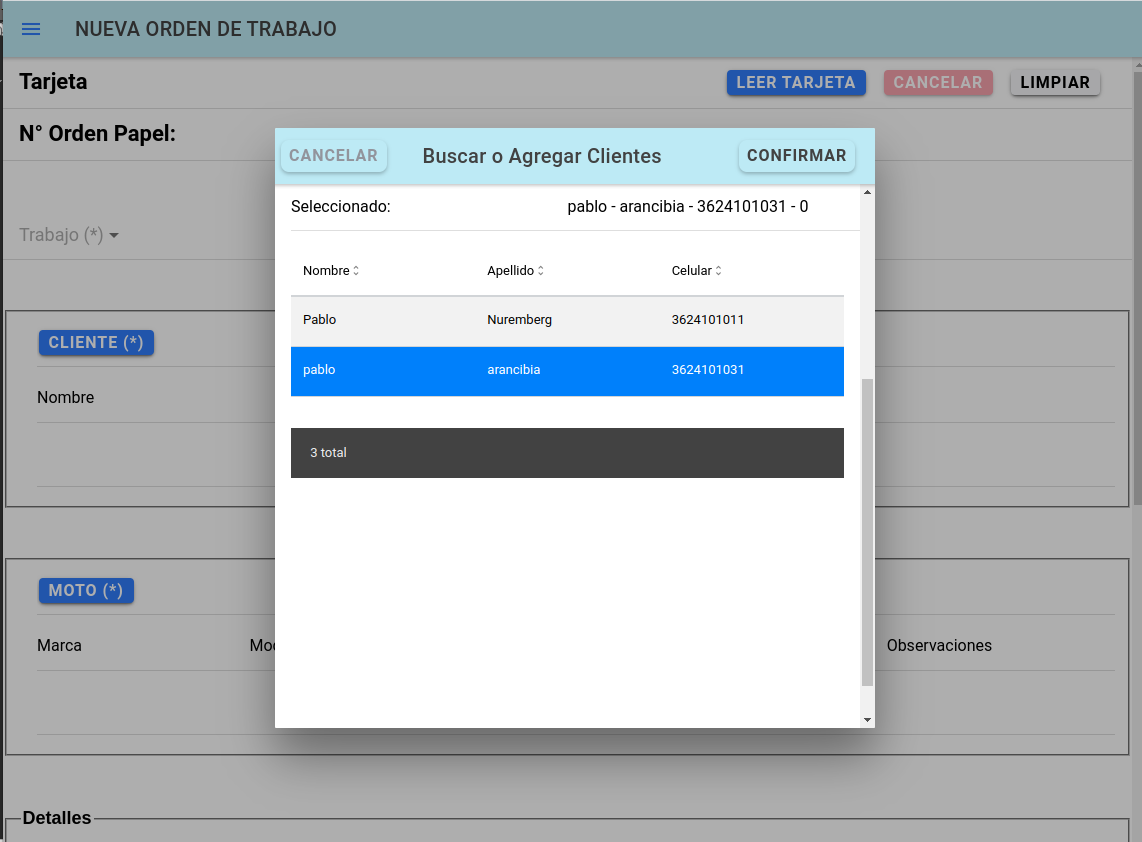 NUEVA ORDEN DE TRABAJO
Tarjeta LEER TARJETA CANCELAR LIMPIAR
N° Orden Papel:
CANCELAR Buscar o Agregar Clientes CONFIRMAR
Seleccionado: pablo - arancibia - 3624101031 - 0
Trabajo (*)
Nombre Apellido Celular
Pablo Nuremberg 3624101011
pablo arancibia 3624101031
3 total
CLIENTE (*)
Nombre
MOTO (*)
Marca Observaciones
Detalles